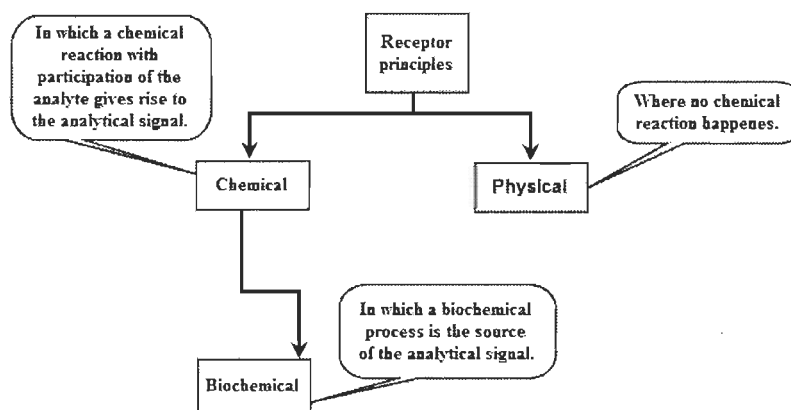 In which a chemical
reaction with
participation of the
analyte gives rise to
the analytical signal.
Receptor
principles
Where no chemical
reaction happenes.
Chemical
Physical
In which a biochemical
process is the source
of the analytical signal.
Biochemical